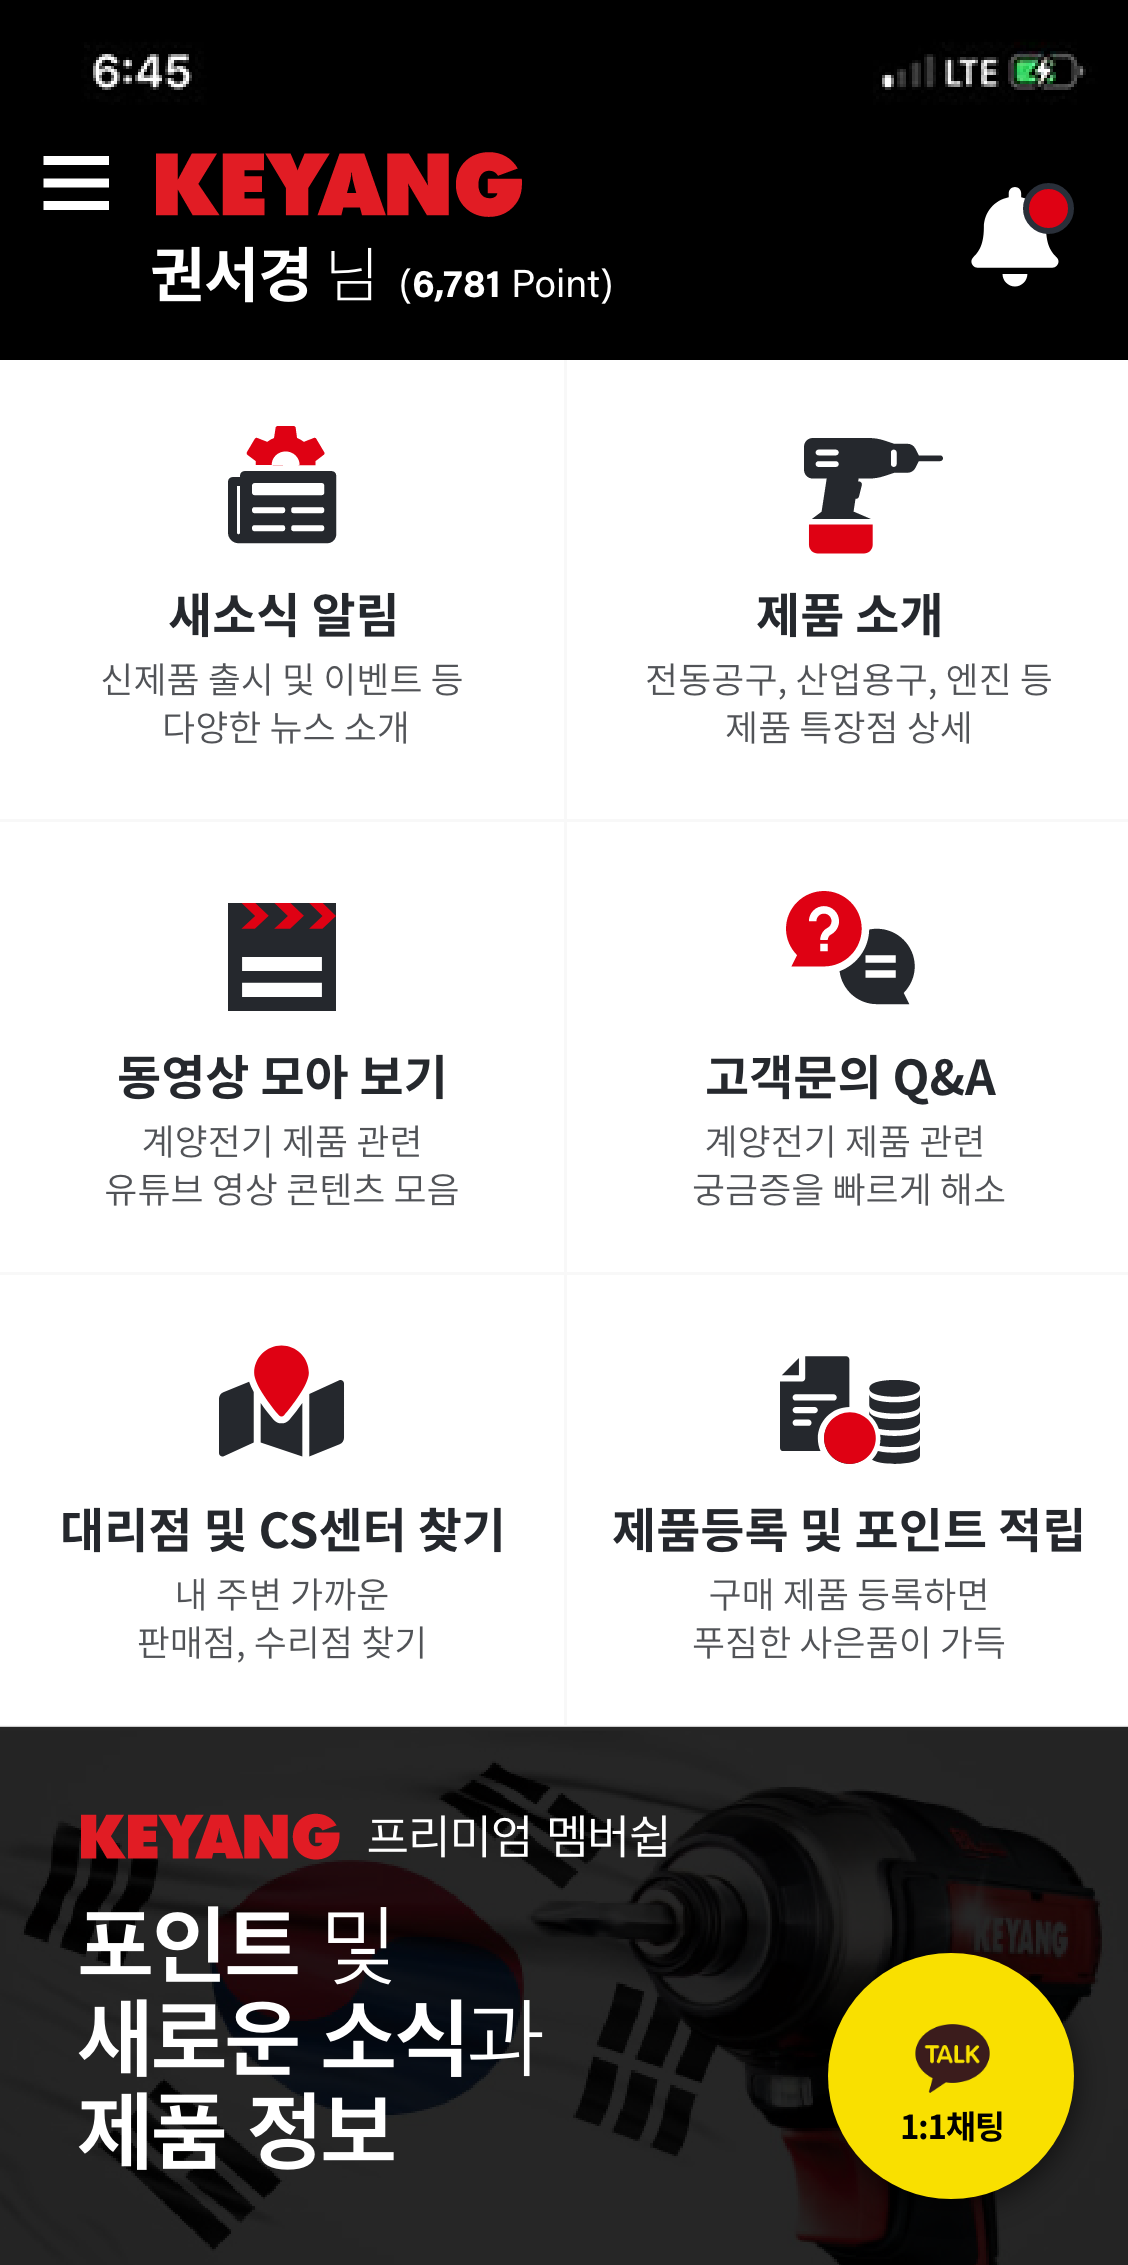 6:45
LTE
KEYANG
권서경 님 (6,781 Point)
새소식 알림
신제품 출시 및 이벤트 등
다양한 뉴스 소개
제품 소개
전동공구, 산업용구, 엔진 등
제품 특장점 상세
동영상 모아 보기
계양전기 제품 관련
유튜브 영상 콘텐츠 모음
?
고객문의 Q&A
계양전기 제품 관련
궁금증을 빠르게 해소
대리점 및 CS센터 찾기
내 주변 가까운
판매점, 수리점 찾기
제품등록 및 포인트 적립
구매 제품 등록하면
푸짐한 사은품이 가득
KEYANG 프리미엄 멤버쉽
포인트 및
새로운 소식과
제품 정보
KEYANG
TALK
1:1채팅